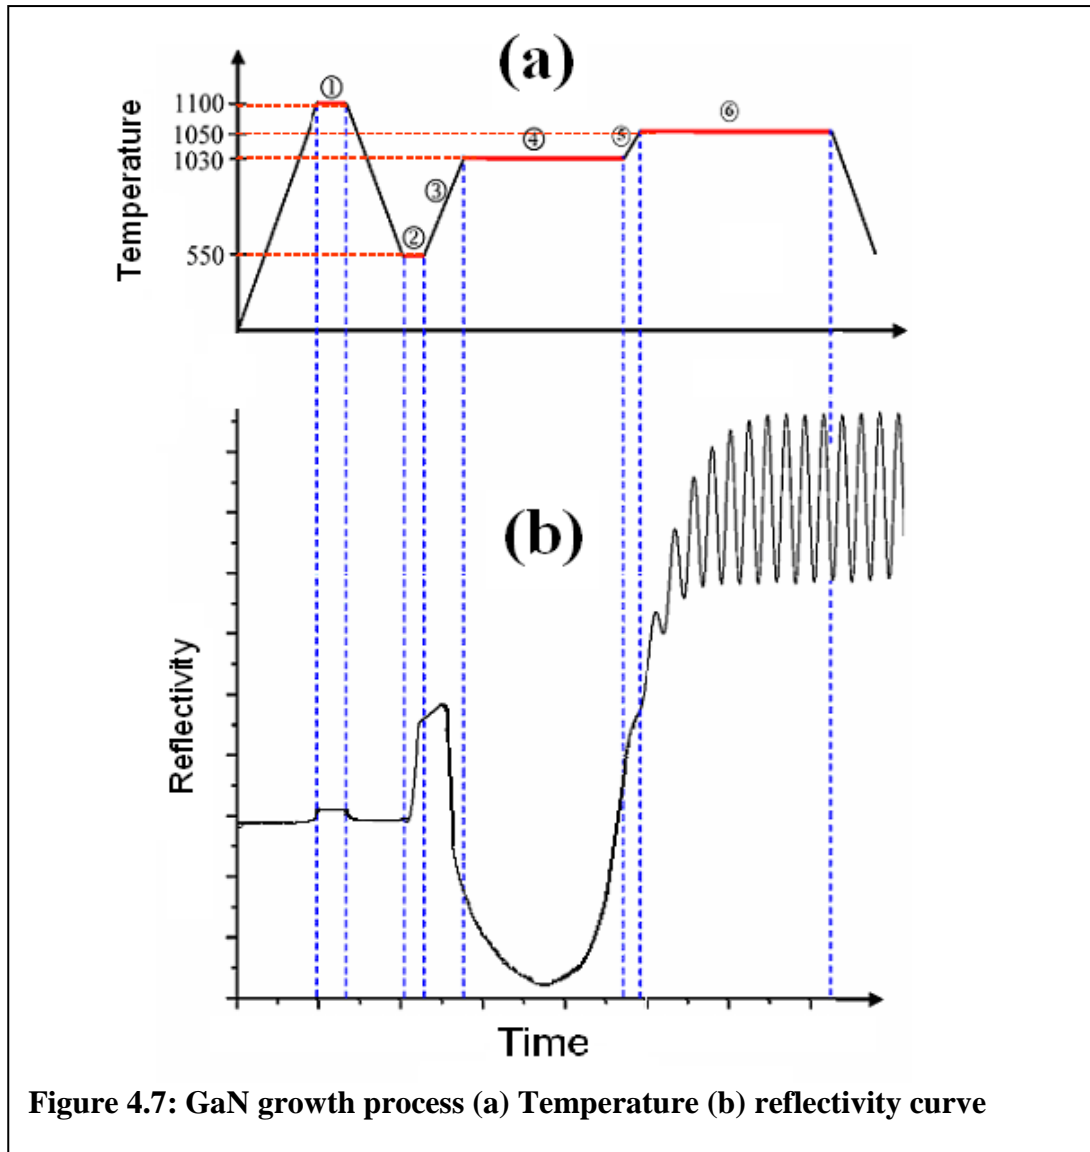 (a)
Temperature
1100
1050
1030
550
①
②
③
④
⑤
⑥
(b)
Reflectivity
Time
Figure 4.7: GaN growth process (a) Temperature (b) reflectivity curve